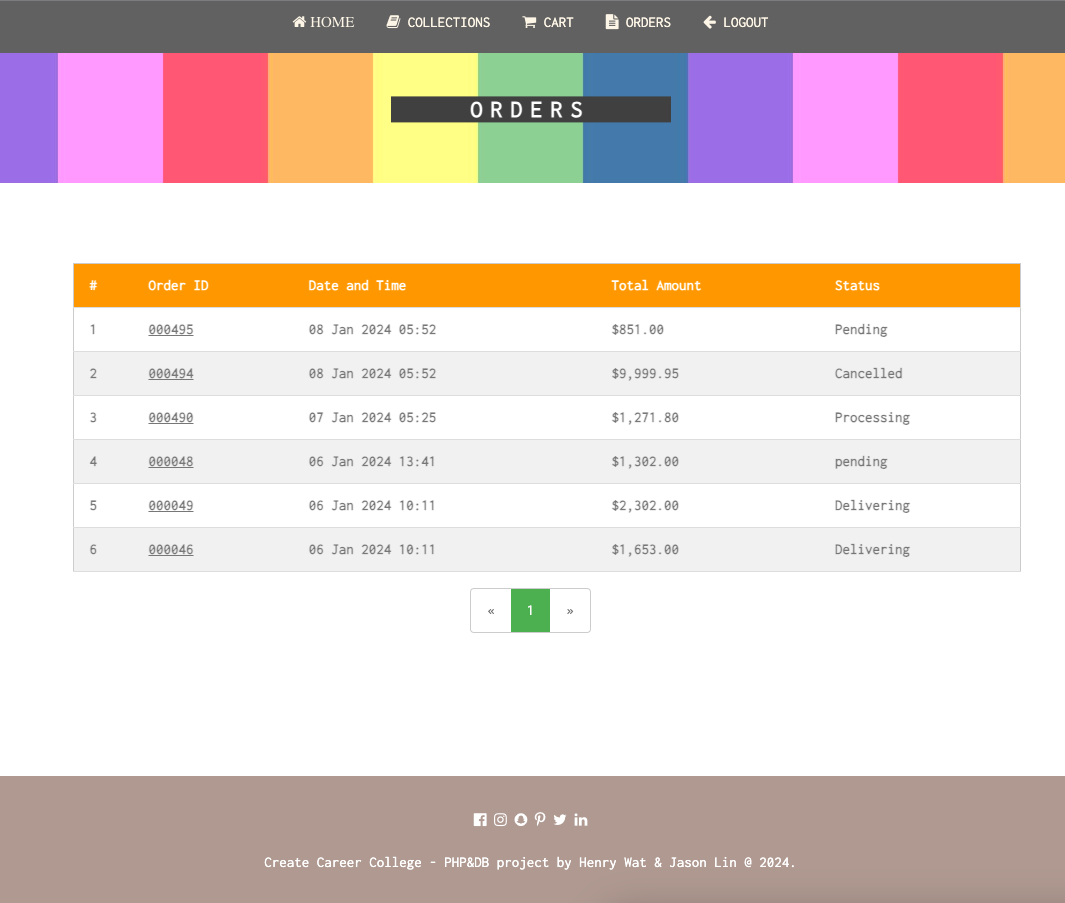 HOME COLLECTIONS CART ORDERS LOGOUT
ORDERS
# Order ID Date and Time Total Amount Status
1 000495 08 Jan 2024 05:52 $851.00 Pending
2 000494 08 Jan 2024 05:52 $9,999.95 Cancelled
3 000490 07 Jan 2024 05:25 $1,271.80 Processing
4 000048 06 Jan 2024 13:41 $1,302.00 pending
5 000049 06 Jan 2024 10:11 $2,302.00 Delivering
6 000046 06 Jan 2024 10:11 $1,653.00 Delivering
« 1 »
Create Career College - PHP&DB project by Henry Wat & Jason Lin @ 2024.